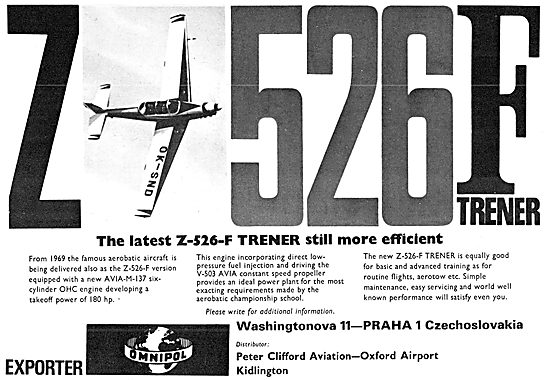 Z-526F
TRENER
OK-SND
The latest Z-526-F TRENER still more efficient
From 1969 the famous aerobatic aircraft is
being delivered also as the Z-526-F version
equipped with a new AVIA-M-137 six-
cylinder OHC engine developing a
takeoff power of 180 hp.
This engine incorporating direct low-
pressure fuel injection and driving the
V-503 AVIA constant speed propeller
provides an ideal power plant for the most
exacting requirements made by the
aerobatic championship school.
The new Z-526-F TRENER is equally good
for basic and advanced training as for
routine flights, aerotow etc. Simple
maintenance, easy servicing and world well
known performance will satisfy even you.
Please write for additional information.
EXPORTER
OMNIPOL
Washingtonova 11—PRAHA 1 Czechoslovakia
Distributor:
Peter Clifford Aviation—Oxford Airport
Kidlington